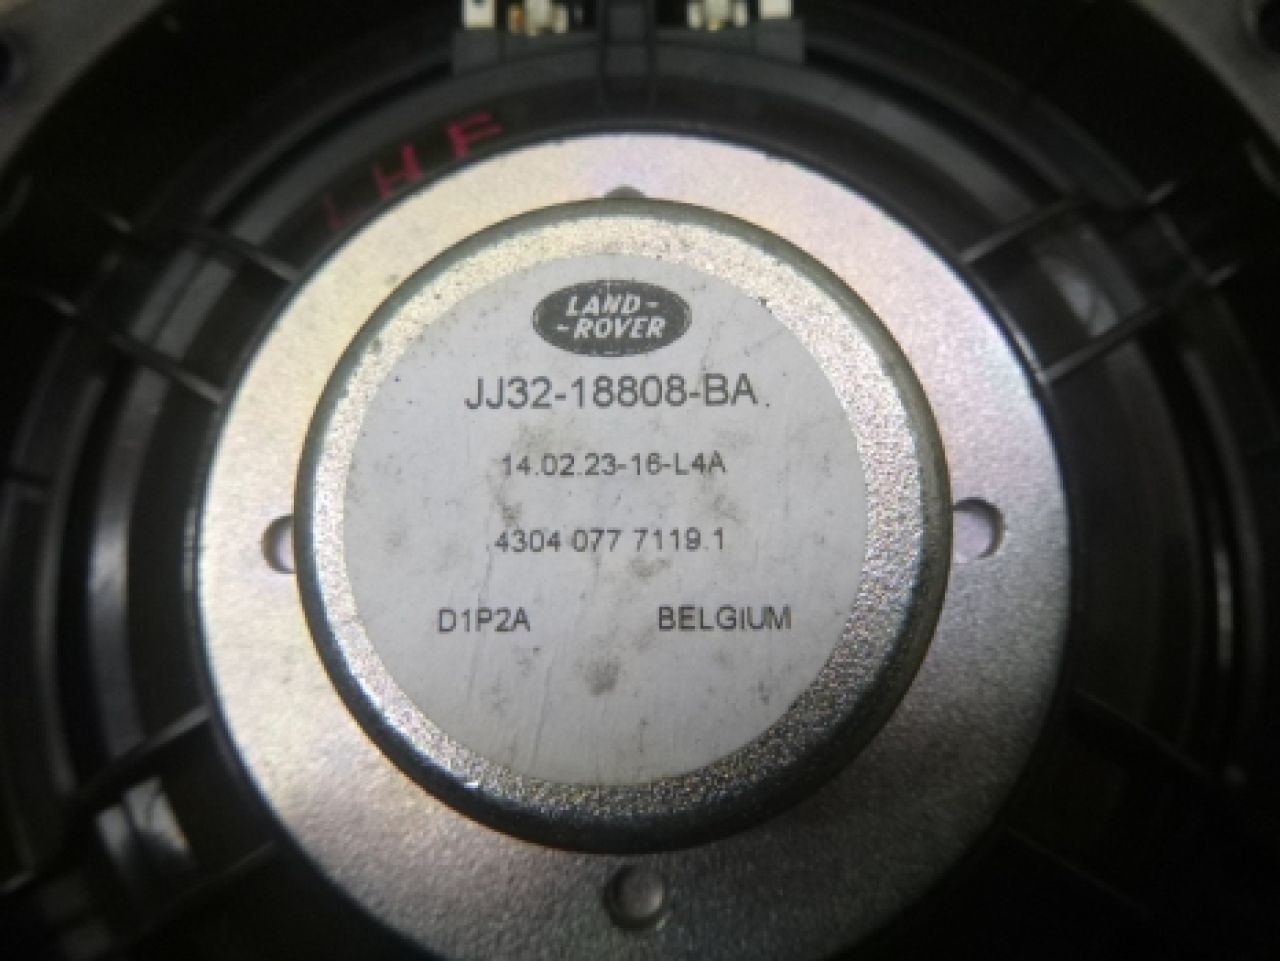 LHF
LAND-
-ROVER
JJ32-18808-BA
14.02.23-16-L4A
4304 077 7119.1
D1P2A BELGIUM